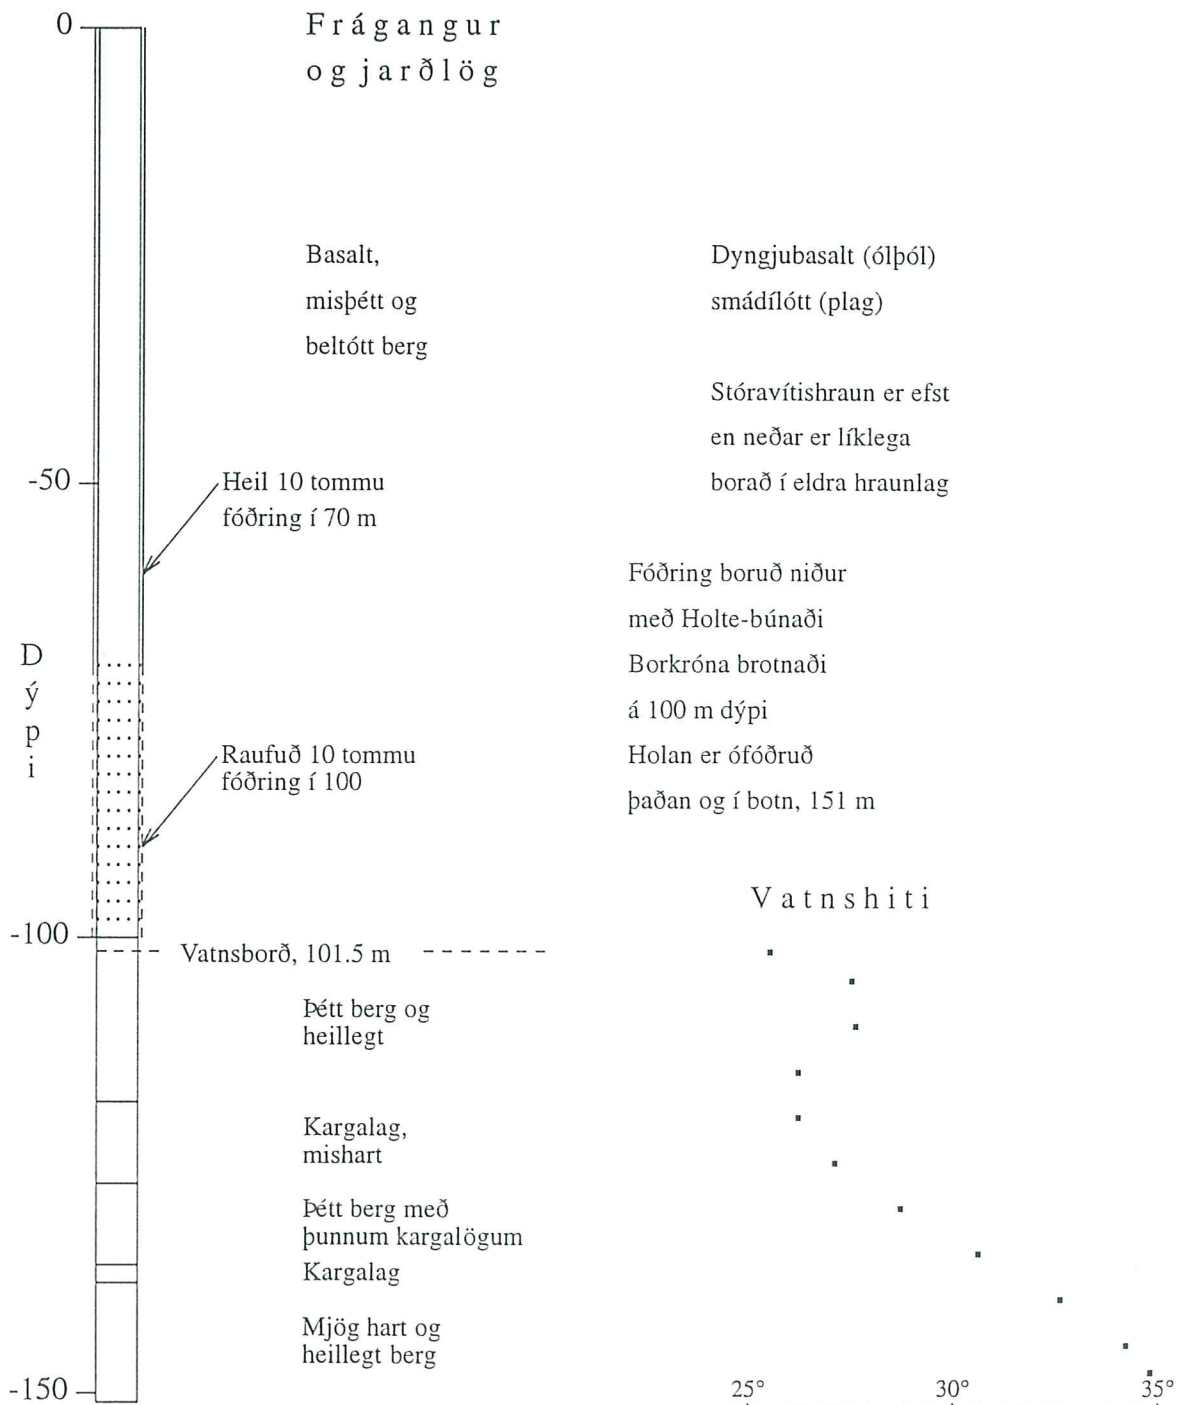 0
Frágangur
og jarðlög
Basalt,
misþétt og
beltótt berg
Dyngjubasalt (ólþól)
smádílótt (plag)
Stóravítishraun er efst
en neðar er líklega
borað í eldra hraunlag
-50
Heil 10 tommu
fóðring í 70 m
Fóðring boruð niður
með Holte-búnaði
Borkróna brotnaði
á 100 m dýpi
Holan er ófóðruð
þaðan og í botn, 151 m
Dýpi
Raufuð 10 tommu
fóðring í 100
Vatnshiti
-100
Vatnsborð, 101.5 m
Þétt berg og
heillegt
Kargalag,
mishart
Þétt berg með
þunnum kargalögum
Kargalag
Mjög hart og
heillegt berg
-150
25° 30° 35°